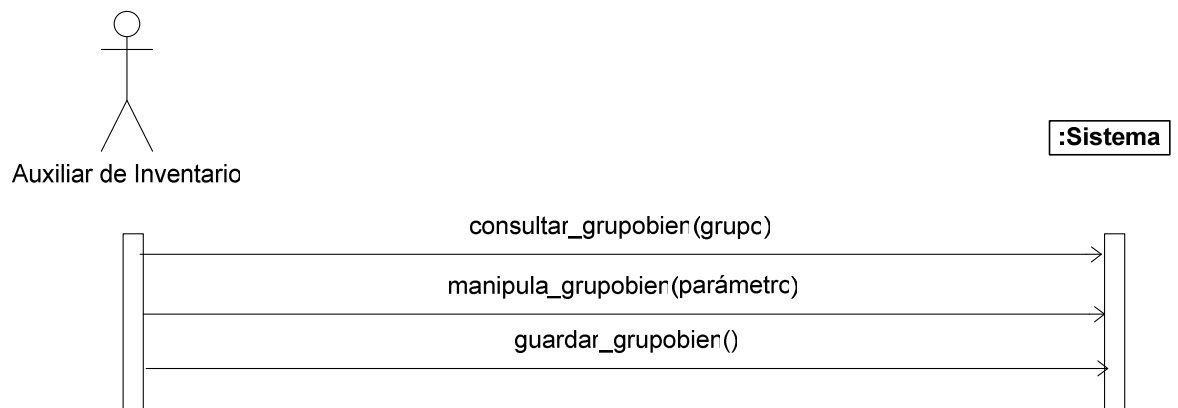 :Sistema
Auxiliar de Inventario
consultar_grupobien(grupo)
manipula_grupobien(parámetro)
guardar_grupobien()